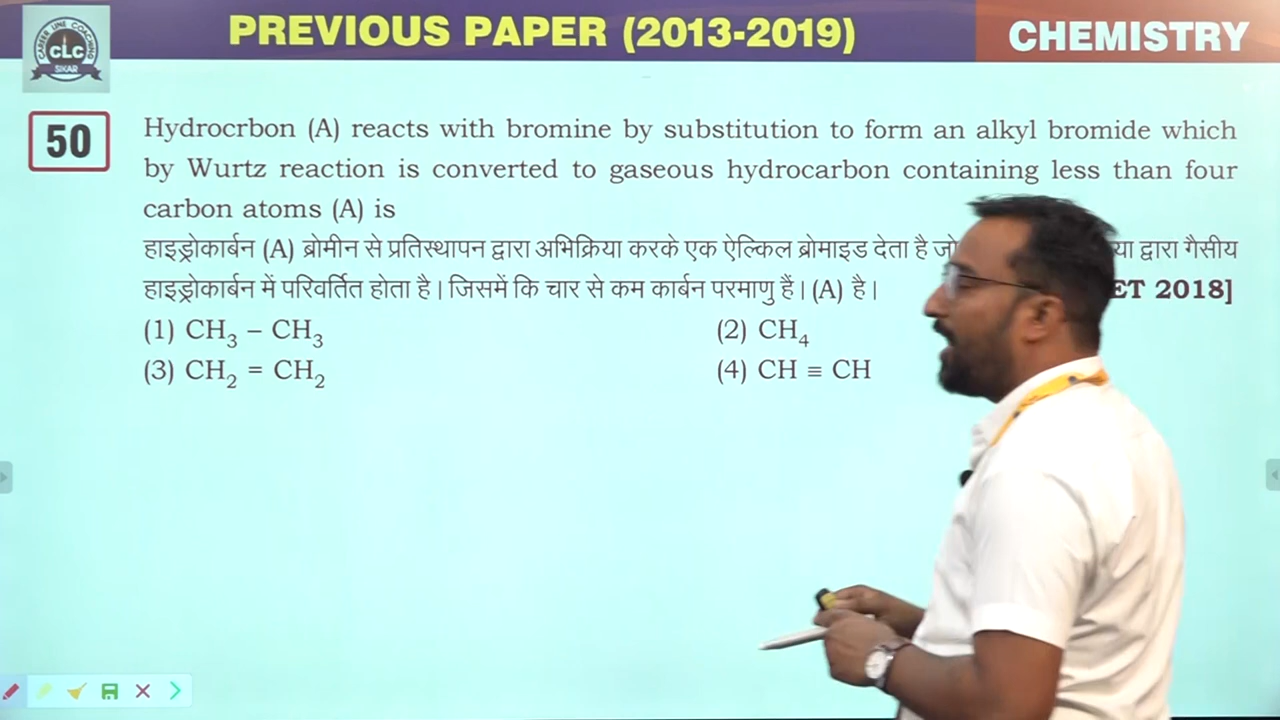 PREVIOUS PAPER (2013-2019)
CHEMISTRY
CAREER LINE COACHING
CLC
SIKAR
50
Hydrocrbon (A) reacts with bromine by substitution to form an alkyl bromide which
by Wurtz reaction is converted to gaseous hydrocarbon containing less than four
carbon atoms (A) is
हाइड्रोकार्बन (A) ब्रोमीन से प्रतिस्थापन द्वारा अभिक्रिया करके एक ऐल्किल ब्रोमाइड देता है जो द्वारा गैसीय
हाइड्रोकार्बन में परिवर्तित होता है। जिसमें कि चार से कम कार्बन परमाणु हैं। (A) है। 2018]
(1) CH₃ – CH₃
(2) CH₄
(3) CH₂ = CH₂
(4) CH ≡ CH